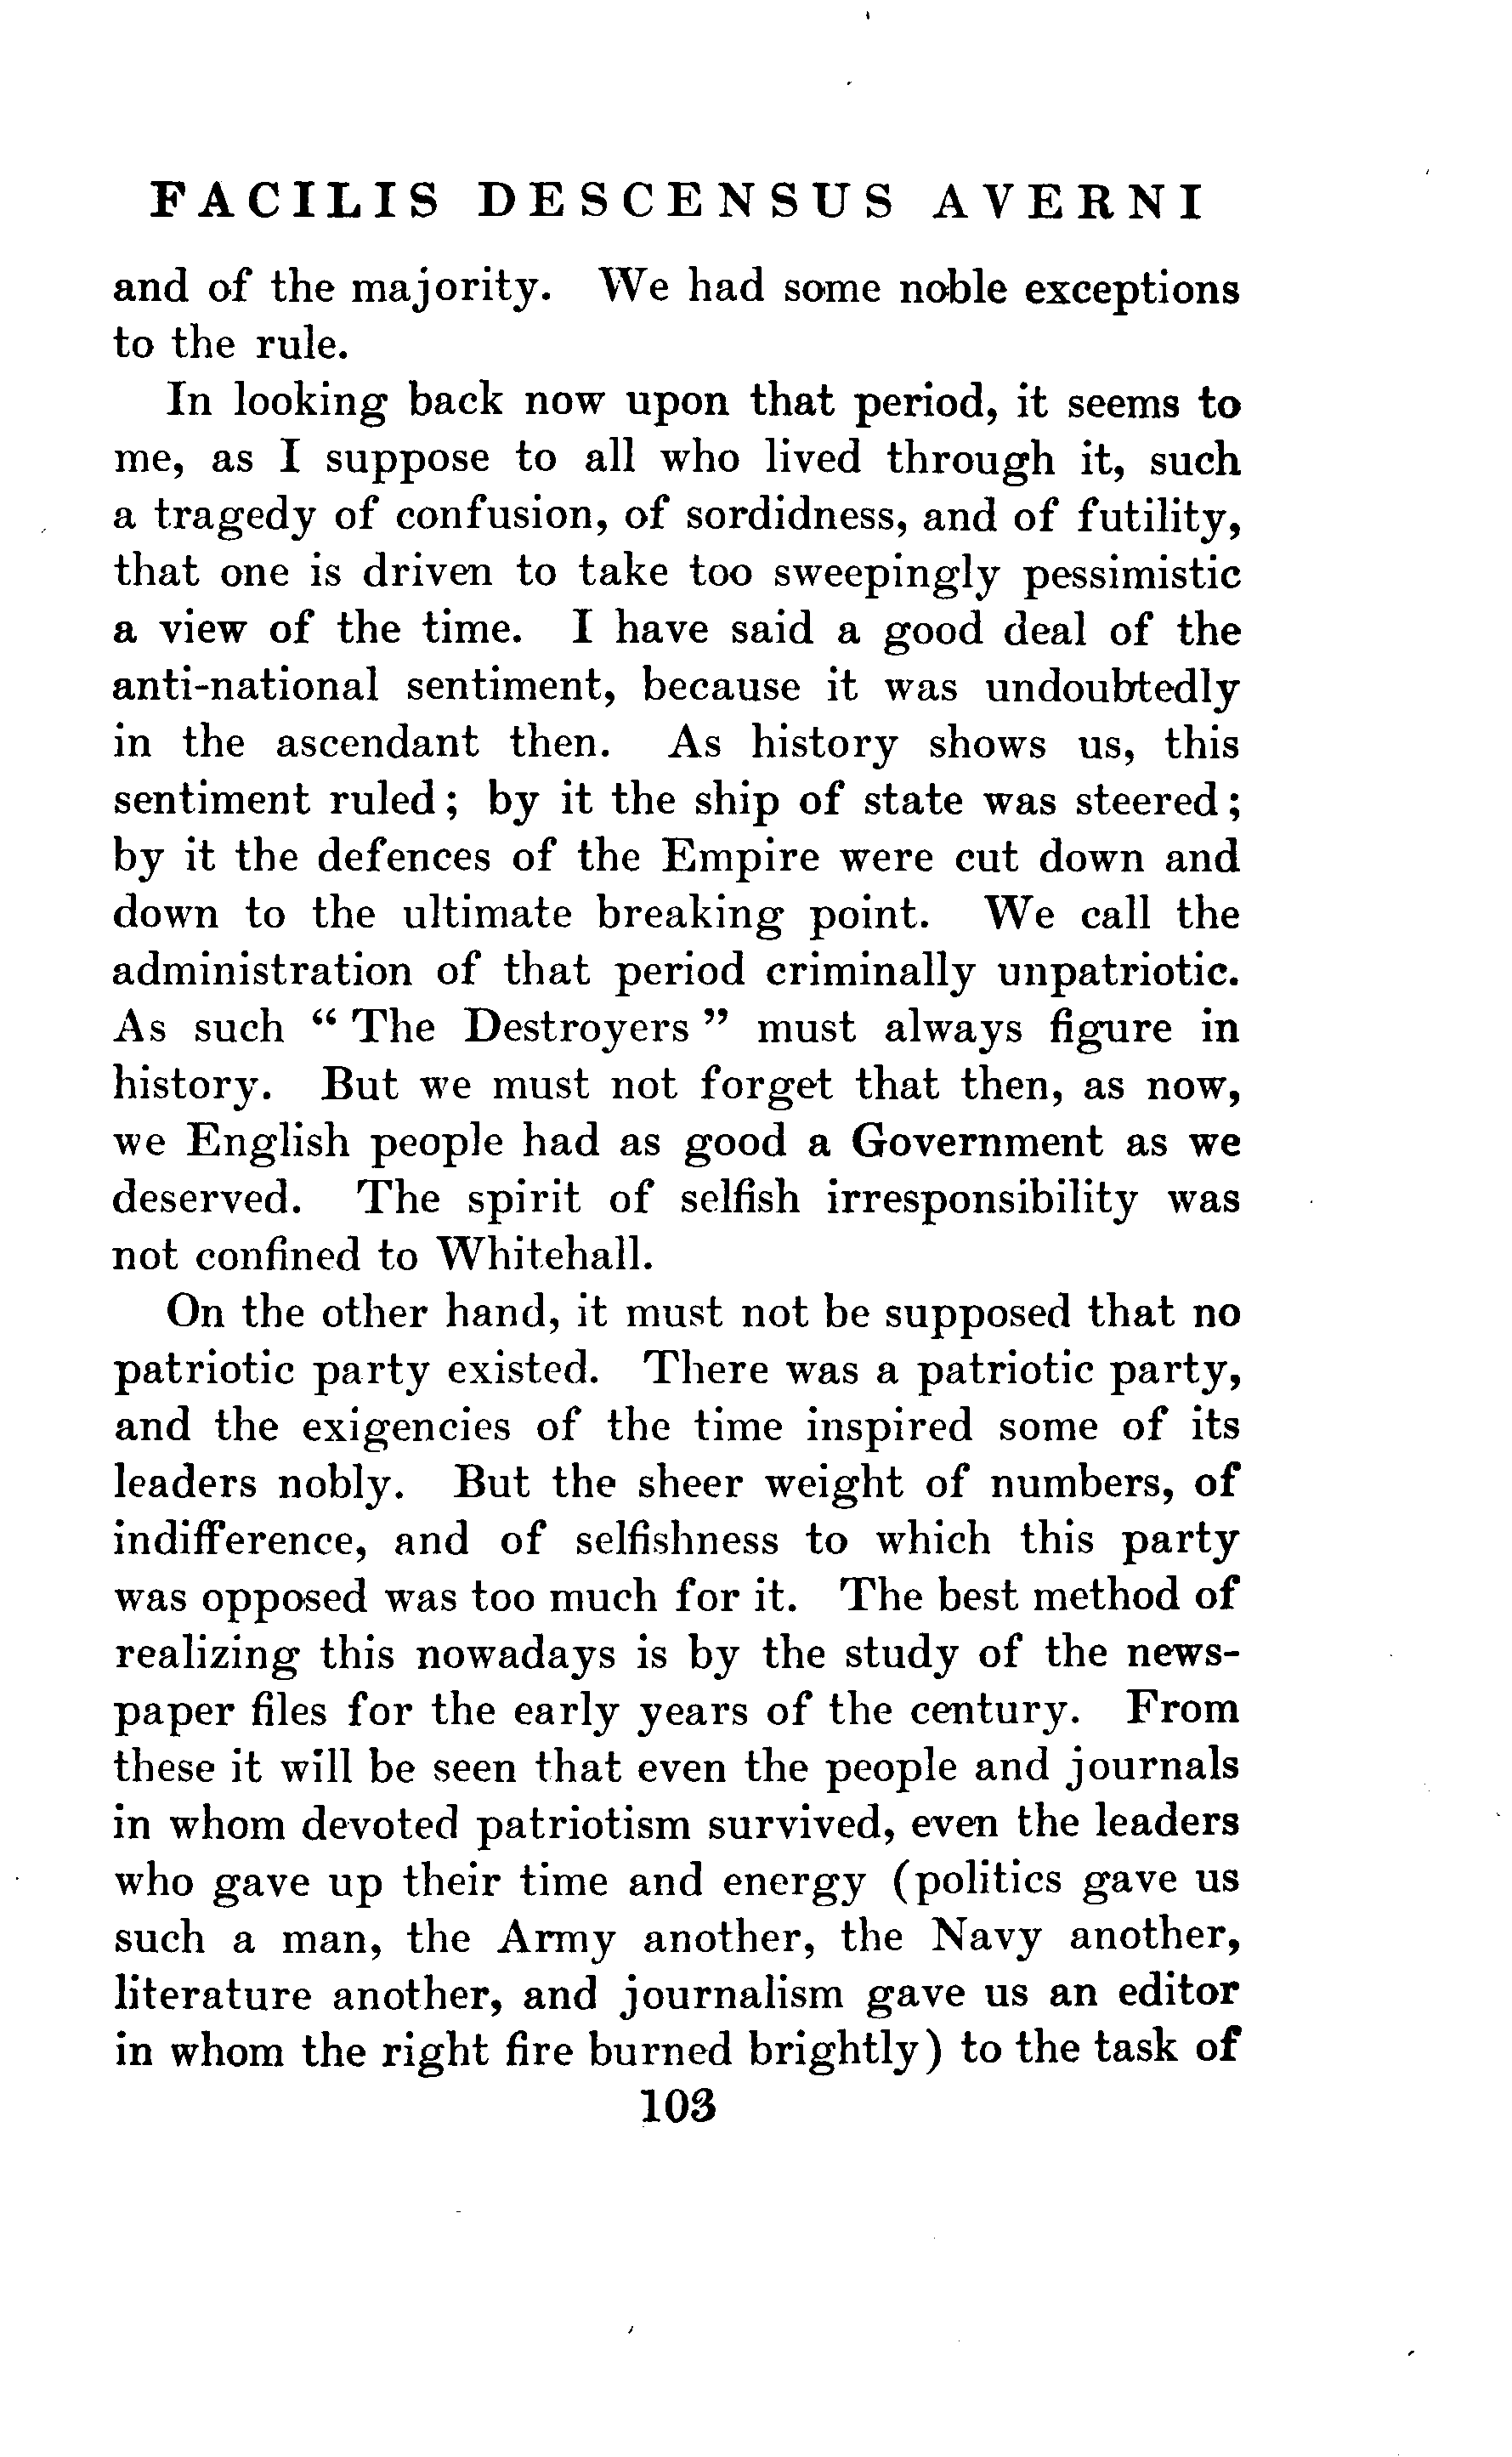 FACILIS DESCENSUS AVERNI
and of the majority. We had some noble exceptions
to the rule.
In looking back now upon that period, it seems to
me, as I suppose to all who lived through it, such
a tragedy of confusion, of sordidness, and of futility,
that one is driven to take too sweepingly pessimistic
a view of the time. I have said a good deal of the
anti-national sentiment, because it was undoubtedly
in the ascendant then. As history shows us, this
sentiment ruled; by it the ship of state was steered;
by it the defences of the Empire were cut down and
down to the ultimate breaking point. We call the
administration of that period criminally unpatriotic.
As such “The Destroyers” must always figure in
history. But we must not forget that then, as now,
we English people had as good a Government as we
deserved. The spirit of selfish irresponsibility was
not confined to Whitehall.
On the other hand, it must not be supposed that no
patriotic party existed. There was a patriotic party,
and the exigencies of the time inspired some of its
leaders nobly. But the sheer weight of numbers, of
indifference, and of selfishness to which this party
was opposed was too much for it. The best method of
realizing this nowadays is by the study of the news-
paper files for the early years of the century. From
these it will be seen that even the people and journals
in whom devoted patriotism survived, even the leaders
who gave up their time and energy (politics gave us
such a man, the Army another, the Navy another,
literature another, and journalism gave us an editor
in whom the right fire burned brightly) to the task of
103